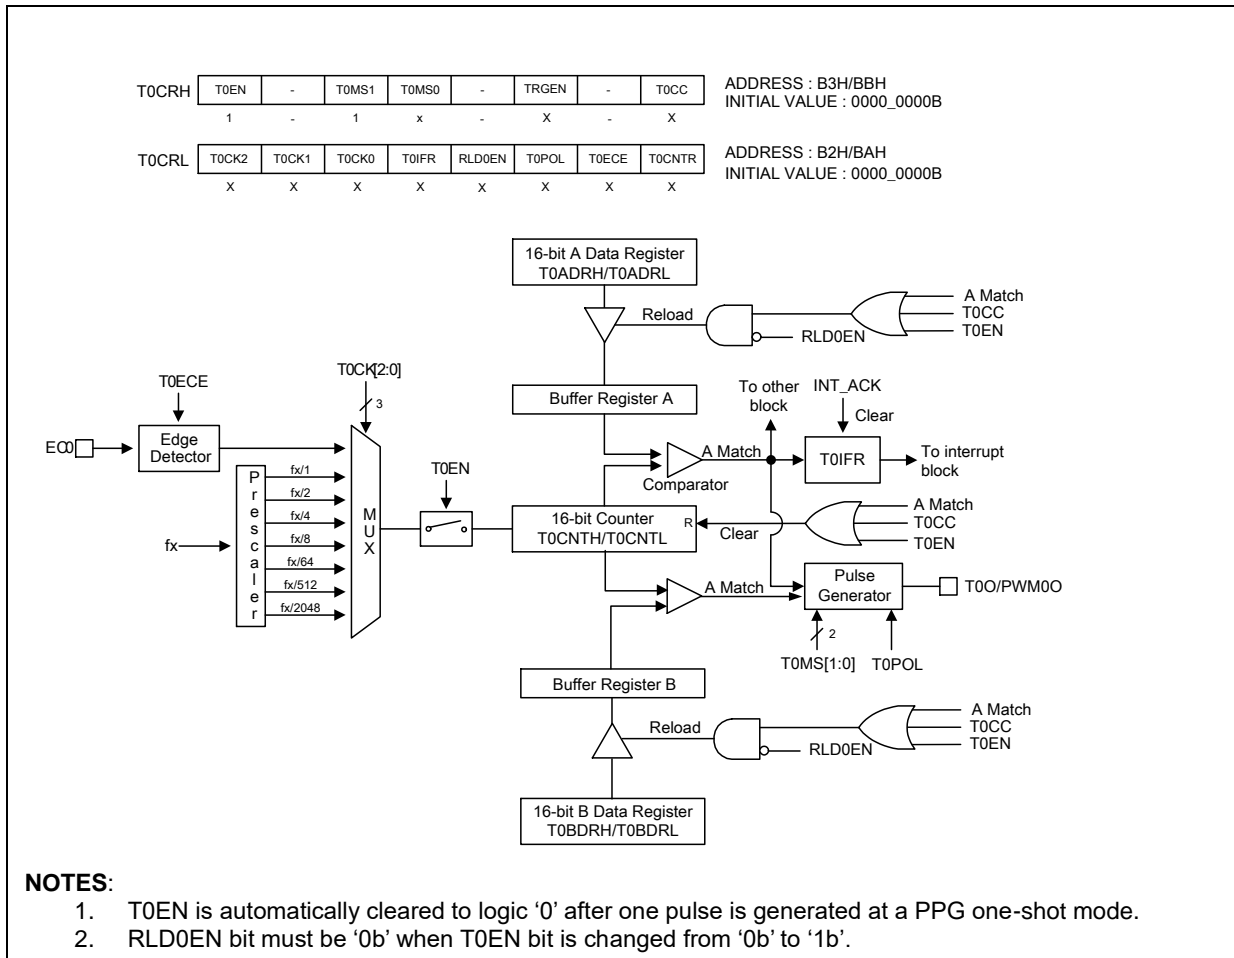 T0CRH T0EN - T0MS1 T0MS0 - TRGEN - T0CC
1 - 1 x - X - X
ADDRESS : B3H/BBH
INITIAL VALUE : 0000_0000B
T0CRL T0CK2 T0CK1 T0CK0 T0IFR RLD0EN T0POL T0ECE T0CNTR
X X X X X X X X
ADDRESS : B2H/BAH
INITIAL VALUE : 0000_0000B
16-bit A Data Register
T0ADRH/T0ADRL
Reload
RLD0EN
A Match
T0CC
T0EN
T0CK[2:0]
3
T0ECE
Buffer Register A
To other
block
INT_ACK
Clear
EC0
Edge
Detector
A Match
Comparator
T0IFR
To interrupt
block
Prescaler
fx
fx/1
fx/2
fx/4
fx/8
fx/64
fx/512
fx/2048
MUX
T0EN
16-bit Counter
T0CNTH/T0CNTL
R
Clear
A Match
T0CC
T0EN
A Match
Pulse
Generator
T0O/PWM0O
2
T0MS[1:0]
T0POL
Buffer Register B
Reload
RLD0EN
A Match
T0CC
T0EN
16-bit B Data Register
T0BDRH/T0BDRL
NOTES:
1. T0EN is automatically cleared to logic ‘0’ after one pulse is generated at a PPG one-shot mode.
2. RLD0EN bit must be ‘0b’ when T0EN bit is changed from ‘0b’ to ‘1b’.